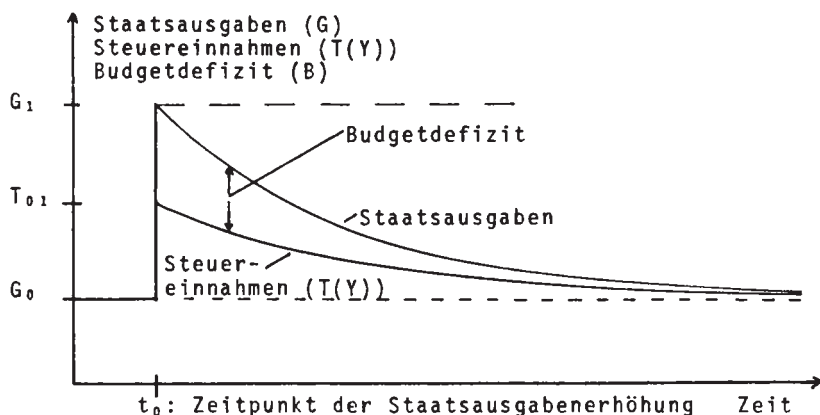 Staatsausgaben (G)
Steuereinnahmen (T(Y))
Budgetdefizit (B)
G₁
Budgetdefizit
T₀₁
Staatsausgaben
Steuer-
einnahmen (T(Y))
G₀
t₀: Zeitpunkt der Staatsausgabenerhöhung Zeit